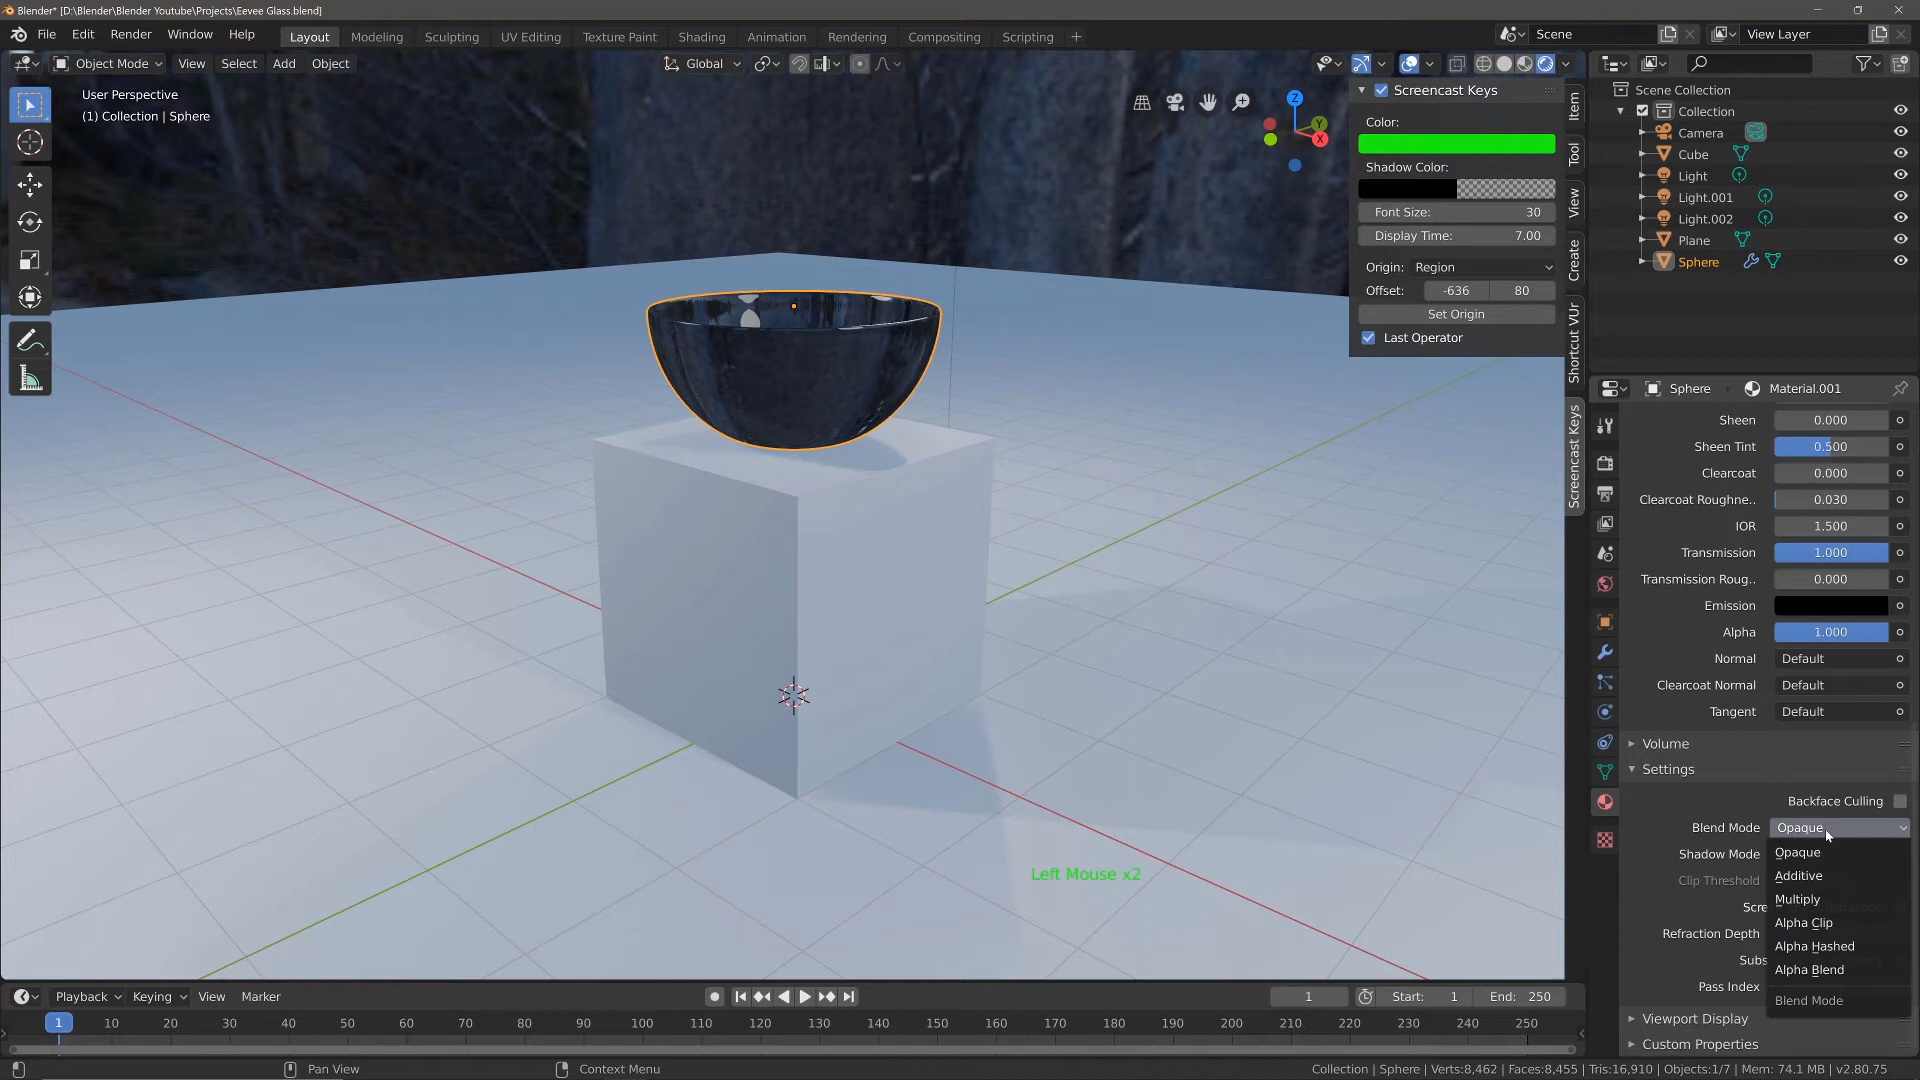 Blender* [D:\Blender\Blender Youtube\Projects\Eevee Glass.blend]
File Edit Render Window Help
Layout Modeling Sculpting UV Editing Texture Paint Shading Animation Rendering Compositing Scripting +
Scene
View Layer
Object Mode View Select Add Object
Global
User Perspective
(1) Collection | Sphere
Z
Y
X
Screencast Keys
Color:
Shadow Color:
Font Size: 30
Display Time: 7.00
Origin: Region
Offset: -636 80
Set Origin
Last Operator
Item
Tool
View
Create
Shortcut VUr
Screencast Keys
Scene Collection
Collection
Camera
Cube
Light
Light.001
Light.002
Plane
Sphere
Sphere Material.001
Sheen 0.000
Sheen Tint 0.500
Clearcoat 0.000
Clearcoat Roughne.. 0.030
IOR 1.500
Transmission 1.000
Transmission Roug.. 0.000
Emission
Alpha 1.000
Normal Default
Clearcoat Normal Default
Tangent Default
Volume
Settings
Backface Culling
Blend Mode Opaque
Shadow Mode
Clip Threshold
Scre
Refraction Depth
Subs
Pass Index
Opaque
Additive
Multiply
Alpha Clip
Alpha Hashed
Alpha Blend
Blend Mode
Viewport Display
Custom Properties
Left Mouse x2
Playback Keying View Marker
1 Start: 1 End: 250
1 10 20 30 40 50 60 70 80 90 100 110 120 130 140 150 160 170 180 190 200 210 220 230 240 250
Pan View
Context Menu
Collection | Sphere | Verts:8,462 | Faces:8,455 | Tris:16,910 | Objects:1/7 | Mem: 74.1 MB | v2.80.75